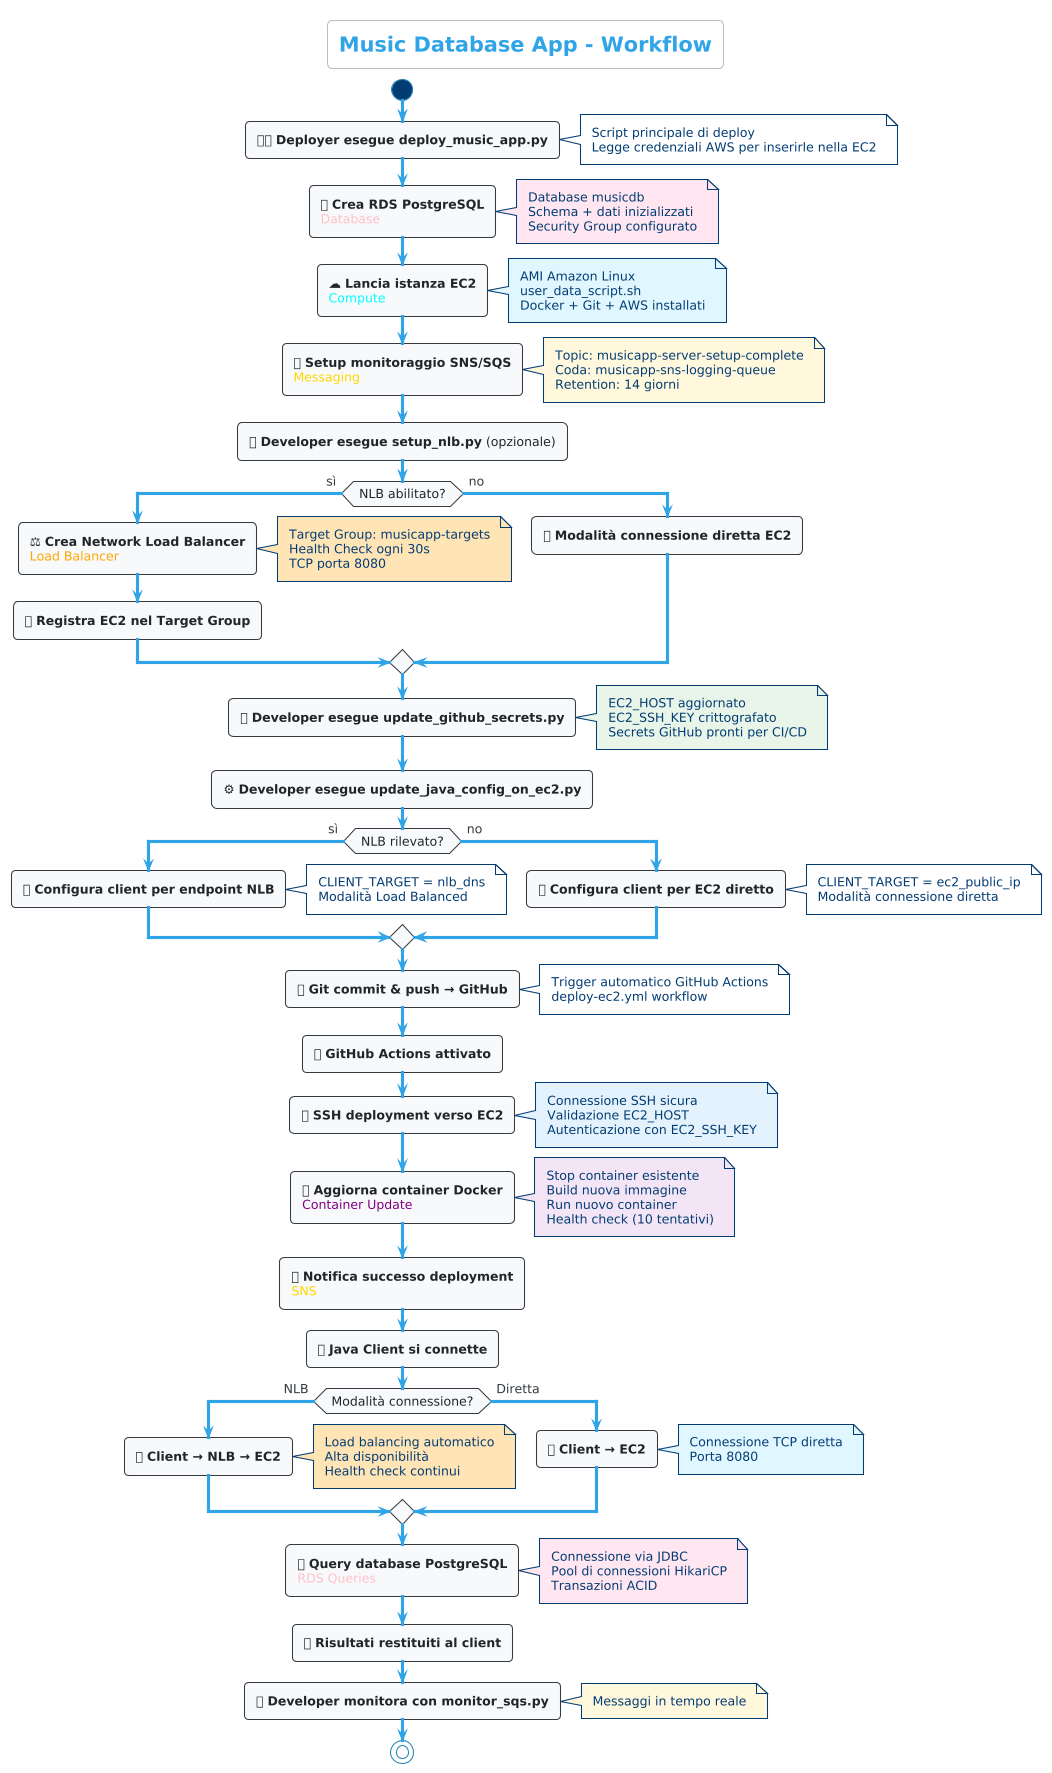 Music Database App - Workflow
Deployer esegue deploy_music_app.py
Script principale di deploy
Legge credenziali AWS per inserirle nella EC2
Crea RDS PostgreSQL
Database
Database musicdb
Schema + dati inizializzati
Security Group configurato
☁ Lancia istanza EC2
Compute
AMI Amazon Linux
user_data_script.sh
Docker + Git + AWS installati
Setup monitoraggio SNS/SQS
Messaging
Topic: musicapp-server-setup-complete
Coda: musicapp-sns-logging-queue
Retention: 14 giorni
Developer esegue setup_nlb.py (opzionale)
sì
NLB abilitato?
no
⚖ Crea Network Load Balancer
Load Balancer
Target Group: musicapp-targets
Health Check ogni 30s
TCP porta 8080
Modalità connessione diretta EC2
Registra EC2 nel Target Group
Developer esegue update_github_secrets.py
EC2_HOST aggiornato
EC2_SSH_KEY crittografato
Secrets GitHub pronti per CI/CD
⚙ Developer esegue update_java_config_on_ec2.py
sì
NLB rilevato?
no
Configura client per endpoint NLB
CLIENT_TARGET = nlb_dns
Modalità Load Balanced
Configura client per EC2 diretto
CLIENT_TARGET = ec2_public_ip
Modalità connessione diretta
Git commit & push → GitHub
Trigger automatico GitHub Actions
deploy-ec2.yml workflow
GitHub Actions attivato
SSH deployment verso EC2
Connessione SSH sicura
Validazione EC2_HOST
Autenticazione con EC2_SSH_KEY
Aggiorna container Docker
Container Update
Stop container esistente
Build nuova immagine
Run nuovo container
Health check (10 tentativi)
Notifica successo deployment
SNS
Java Client si connette
NLB
Modalità connessione?
Diretta
Client → NLB → EC2
Load balancing automatico
Alta disponibilità
Health check continui
Client → EC2
Connessione TCP diretta
Porta 8080
Query database PostgreSQL
RDS Queries
Connessione via JDBC
Pool di connessioni HikariCP
Transazioni ACID
Risultati restituiti al client
Developer monitora con monitor_sqs.py
Messaggi in tempo reale